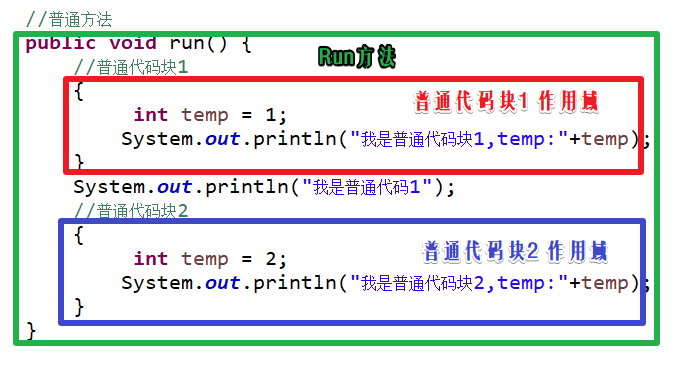 //普通方法
public void run() {
Run方法
//普通代码块1
{
普通代码块1 作用域
int temp = 1;
System.out.println("我是普通代码块1,temp:"+temp);
}
System.out.println("我是普通代码1");
//普通代码块2
{
普通代码块2 作用域
int temp = 2;
System.out.println("我是普通代码块2,temp:"+temp);
}
}